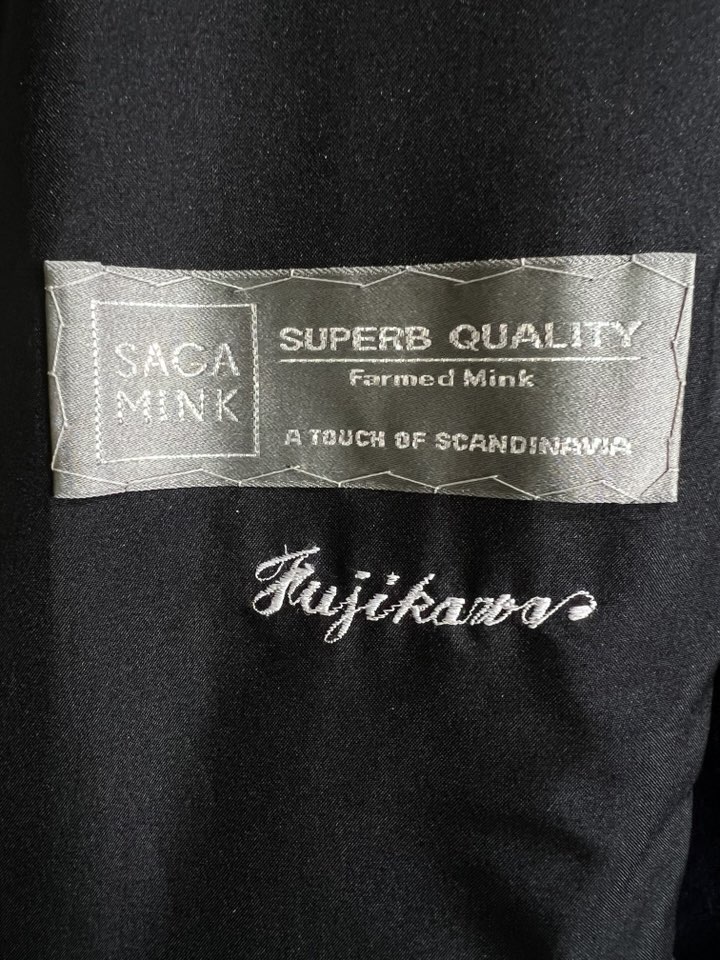 SAGA
MINK
SUPERB QUALITY
Farmed Mink
A TOUCH OF SCANDINAVIA
Fujikawa